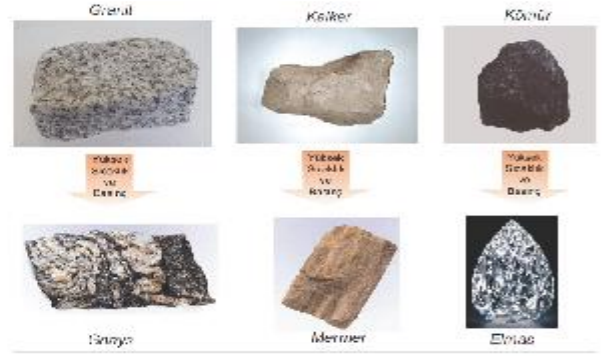 Granit
Kalker
Kömür
Yüksek
Sıcaklık
ve
Basınç
Yüksek
Sıcaklık
ve
Basınç
Yüksek
Sıcaklık
ve
Basınç
Gnays
Mermer
Elmas